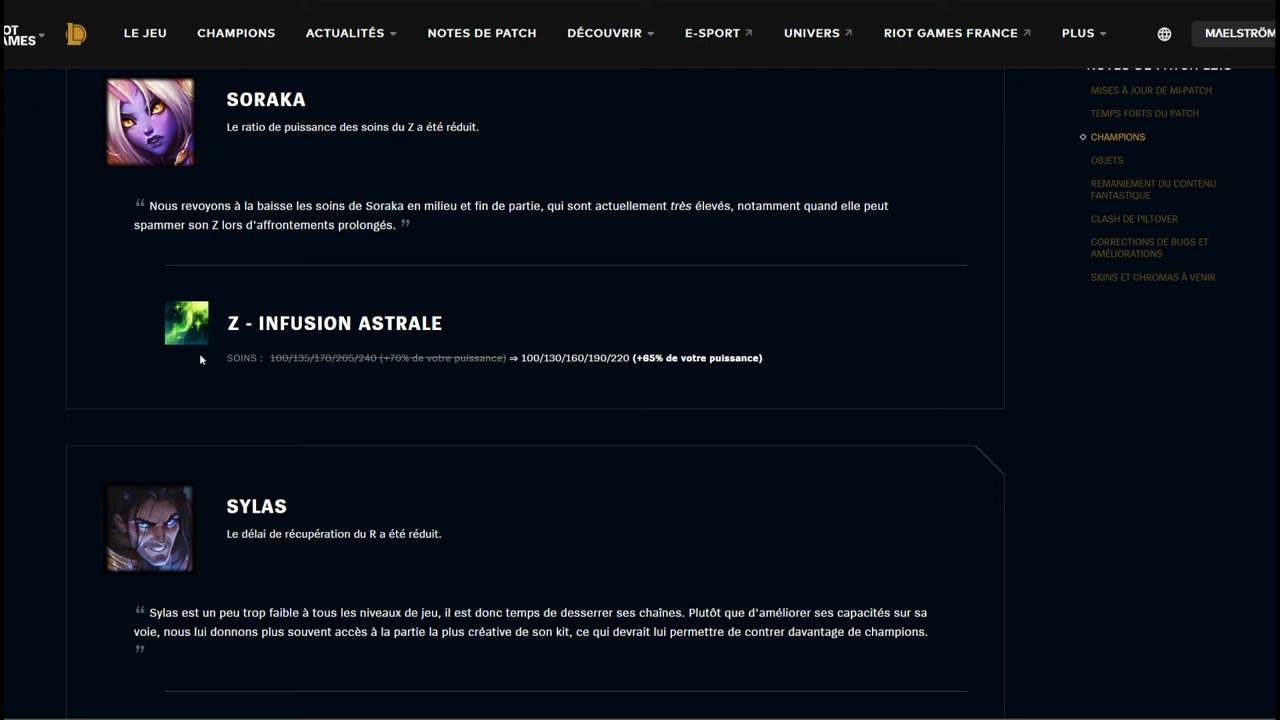 OT
AMES
LE JEU CHAMPIONS ACTUALITÉS NOTES DE PATCH DÉCOUVRIR E-SPORT UNIVERS RIOT GAMES FRANCE PLUS
SORAKA
Le ratio de puissance des soins du Z a été réduit.
“ Nous revoyons à la baisse les soins de Soraka en milieu et fin de partie, qui sont actuellement très élevés, notamment quand elle peut
spammer son Z lors d'affrontements prolongés. ”
Z - INFUSION ASTRALE
SOINS : 100/135/170/205/240 (+70% de votre puissance) ⇒ 100/130/160/190/220 (+65% de votre puissance)
SYLAS
Le délai de récupération du R a été réduit.
“ Sylas est un peu trop faible à tous les niveaux de jeu, il est donc temps de desserrer ses chaînes. Plutôt que d'améliorer ses capacités sur sa
voie, nous lui donnons plus souvent accès à la partie la plus créative de son kit, ce qui devrait lui permettre de contrer davantage de champions.
”
MISES À JOUR DE MI-PATCH
TEMPS FORTS DU PATCH
CHAMPIONS
OBJETS
REMANIEMENT DU CONTENU
FANTASTIQUE
CLASH DE PILTOVER
CORRECTIONS DE BUGS ET
AMÉLIORATIONS
SKINS ET CHROMAS À VENIR